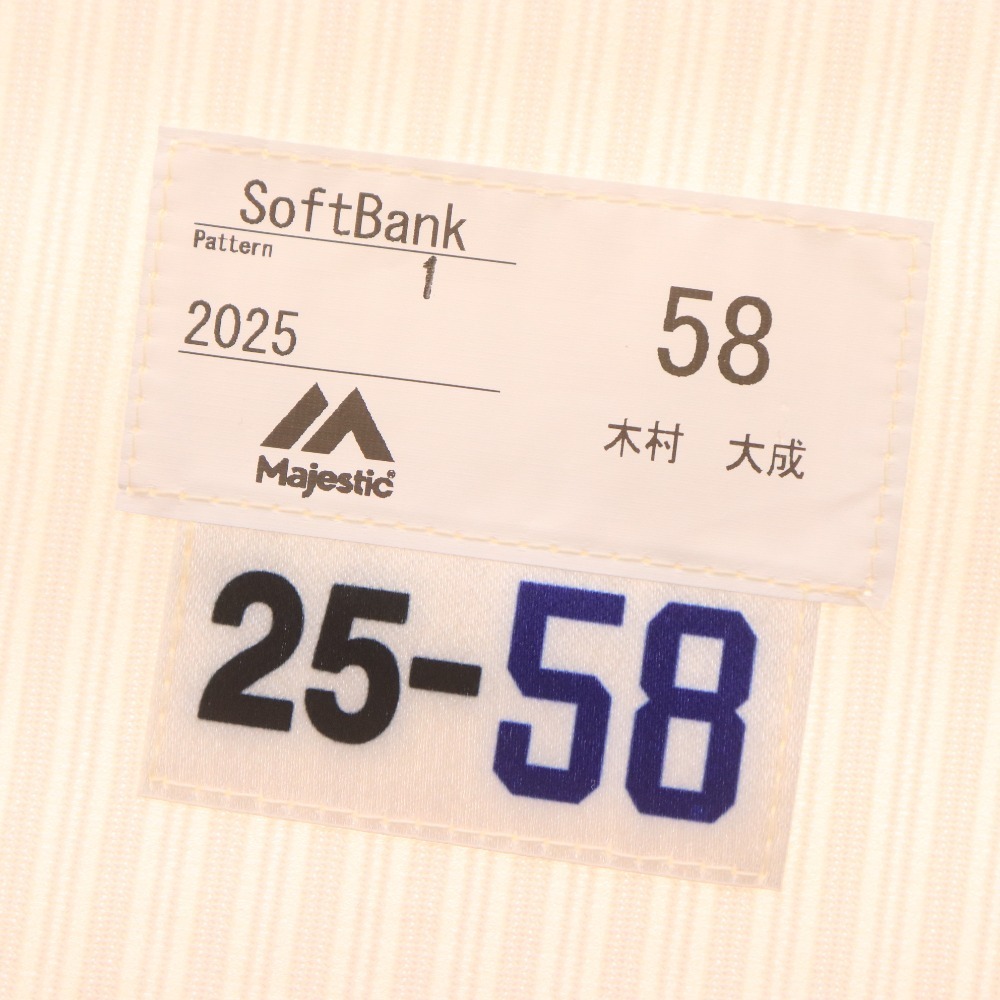 SoftBank
Pattern
1
2025
Majestic®
58
木村 大成
25-58